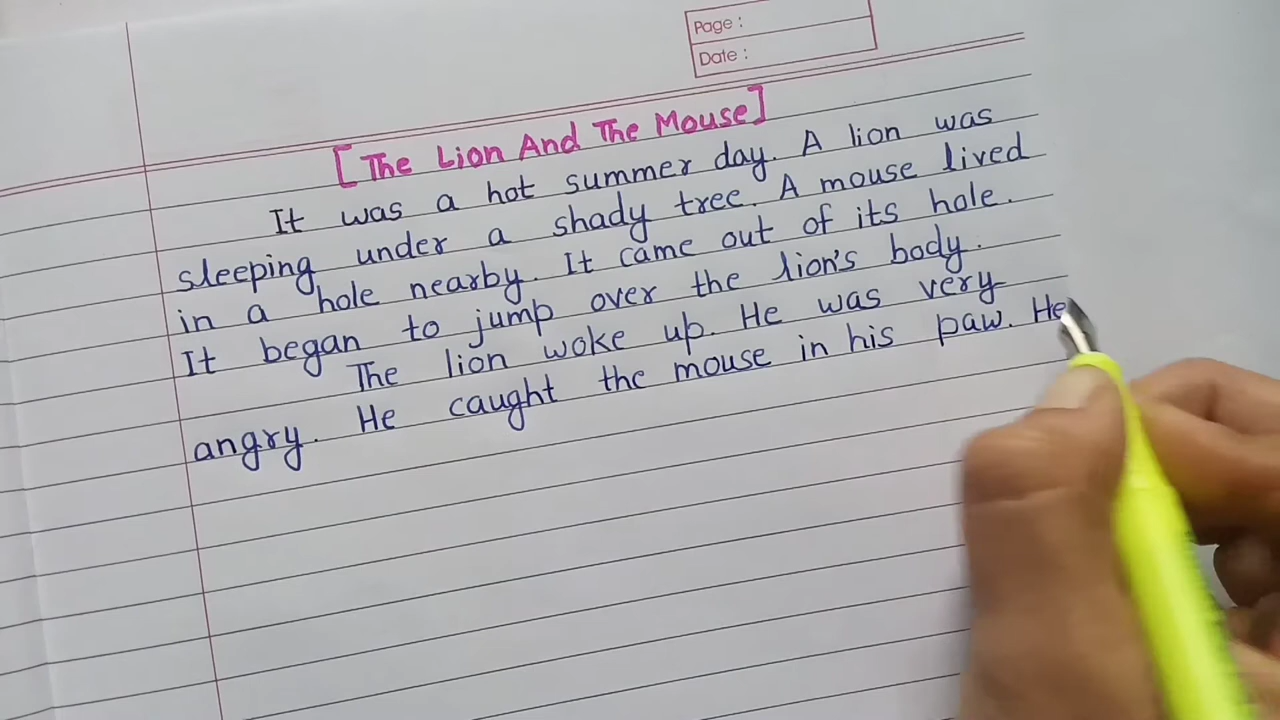 Page :
Date :
[The Lion And The Mouse]
It was a hot summer day. A lion was
sleeping under a shady tree. A mouse lived
in a hole nearby. It came out of its hole.
It began to jump over the lion's body.
The lion woke up. He was very
angry. He caught the mouse in his paw. He